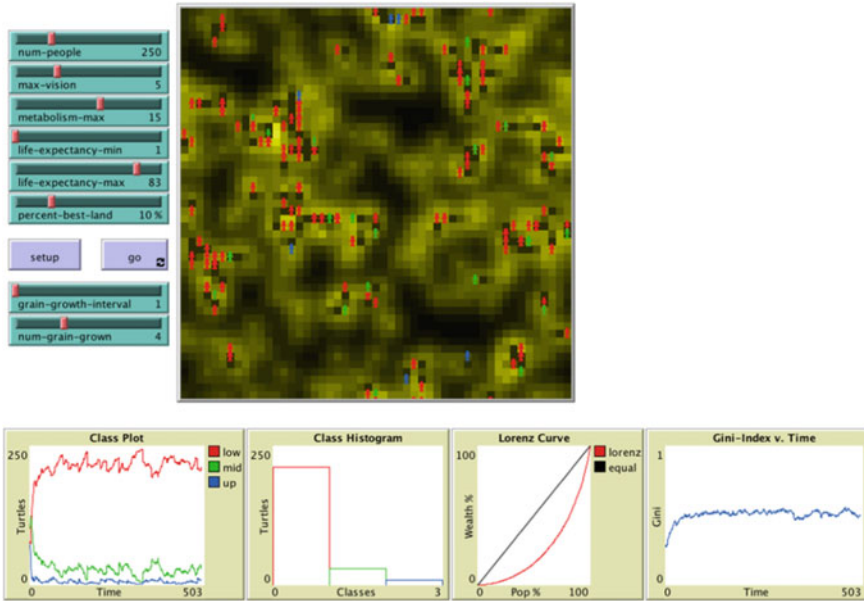 num-people 250
max-vision 5
metabolism-max 15
life-expectancy-min 1
life-expectancy-max 83
percent-best-land 10 %
setup go
grain-growth-interval 1
num-grain-grown 4
Class Plot
250
Turtles
0
0 Time 503
low
mid
up
Class Histogram
250
Turtles
0
0 Classes 3
Lorenz Curve
100
Wealth %
0
0 Pop % 100
lorenz
equal
Gini-Index v. Time
1
Gini
0
0 Time 503